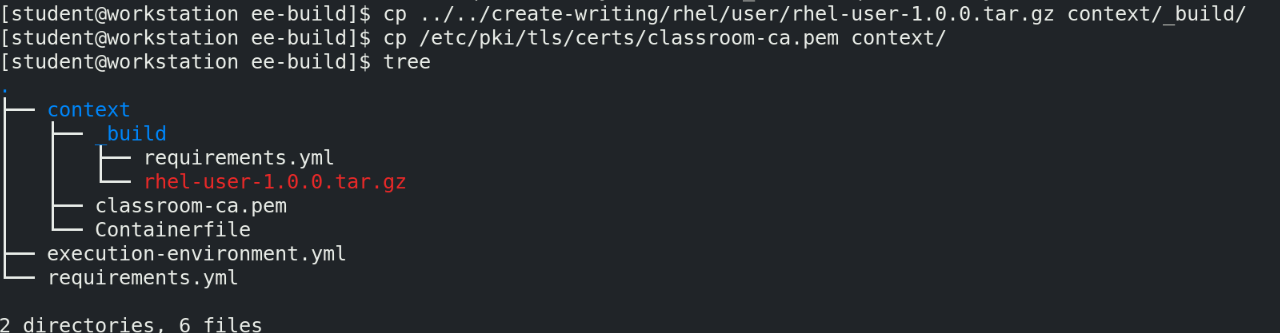 [student@workstation ee-build]$ cp ../../create-writing/rhel/user/rhel-user-1.0.0.tar.gz context/_build/
[student@workstation ee-build]$ cp /etc/pki/tls/certs/classroom-ca.pem context/
[student@workstation ee-build]$ tree
.
├── context
│   ├── _build
│   │   ├── requirements.yml
│   │   └── rhel-user-1.0.0.tar.gz
│   ├── classroom-ca.pem
│   └── Containerfile
├── execution-environment.yml
└── requirements.yml
2 directories, 6 files